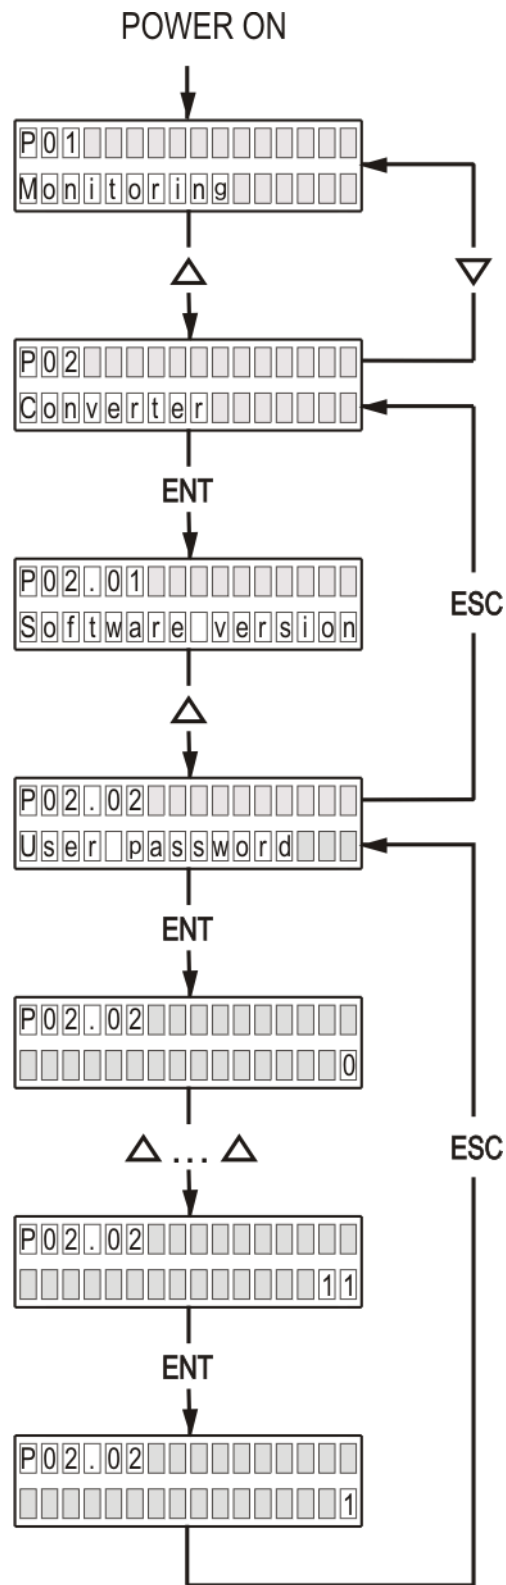 POWER ON
P01
Monitoring
△
▽
P02
Converter
ENT
P02.01
Software version
ESC
△
P02.02
User password
ENT
P02.02
0
△ ... △
ESC
P02.02
11
ENT
P02.02
1